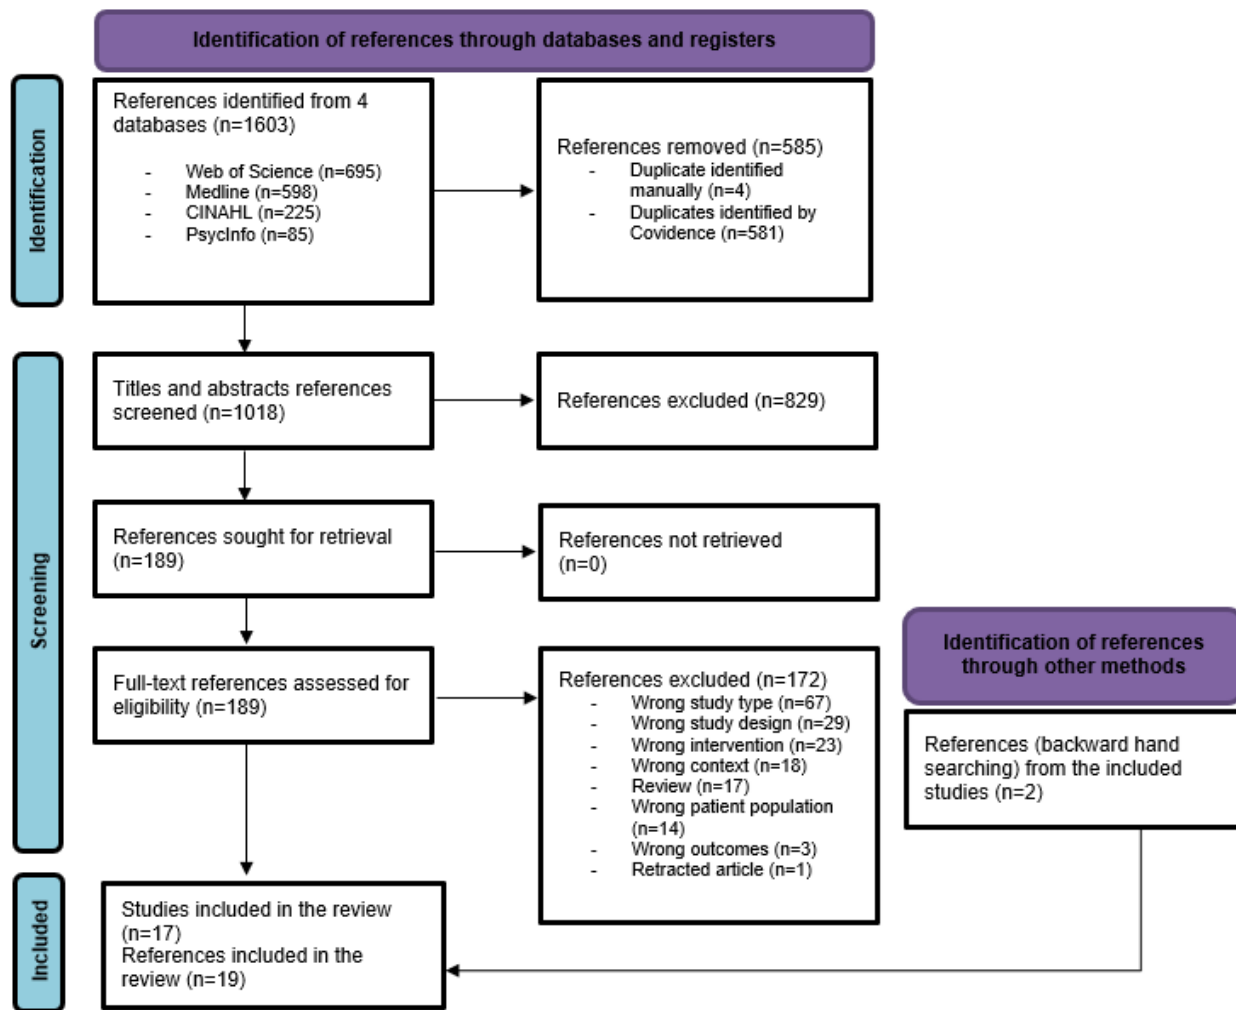 Identification of references through databases and registers
Identification
References identified from 4
databases (n=1603)
- Web of Science (n=695)
- Medline (n=598)
- CINAHL (n=225)
- PsycInfo (n=85)
References removed (n=585)
- Duplicate identified
manually (n=4)
- Duplicates identified by
Covidence (n=581)
Screening
Titles and abstracts references
screened (n=1018)
References excluded (n=829)
References sought for retrieval
(n=189)
References not retrieved
(n=0)
Full-text references assessed for
eligibility (n=189)
References excluded (n=172)
- Wrong study type (n=67)
- Wrong study design (n=29)
- Wrong intervention (n=23)
- Wrong context (n=18)
- Review (n=17)
- Wrong patient population
(n=14)
- Wrong outcomes (n=3)
- Retracted article (n=1)
Identification of references
through other methods
References (backward hand
searching) from the included
studies (n=2)
Included
Studies included in the review
(n=17)
References included in the
review (n=19)